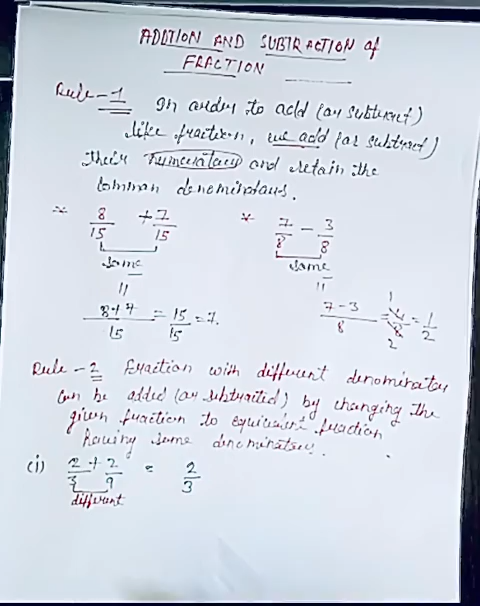 ADDTION AND SUBTRACTION of
FRACTION
Rule-1 In order to add (or subtract)
like fraction, we add (or subtract)
their numerators and retain the
common denominators.
* 8/15 + 7/15 * 7/8 - 3/8
same same
= =
8+7/15 = 15/15 = 1. 7-3/8 = 4/8 = 1/2
Rule-2 Fraction with different denominator
can be added (or subtracted) by changing the
given fraction to equivalent fraction
having same denominators.
(i) 2/3 + 2/9 = 2/3
different